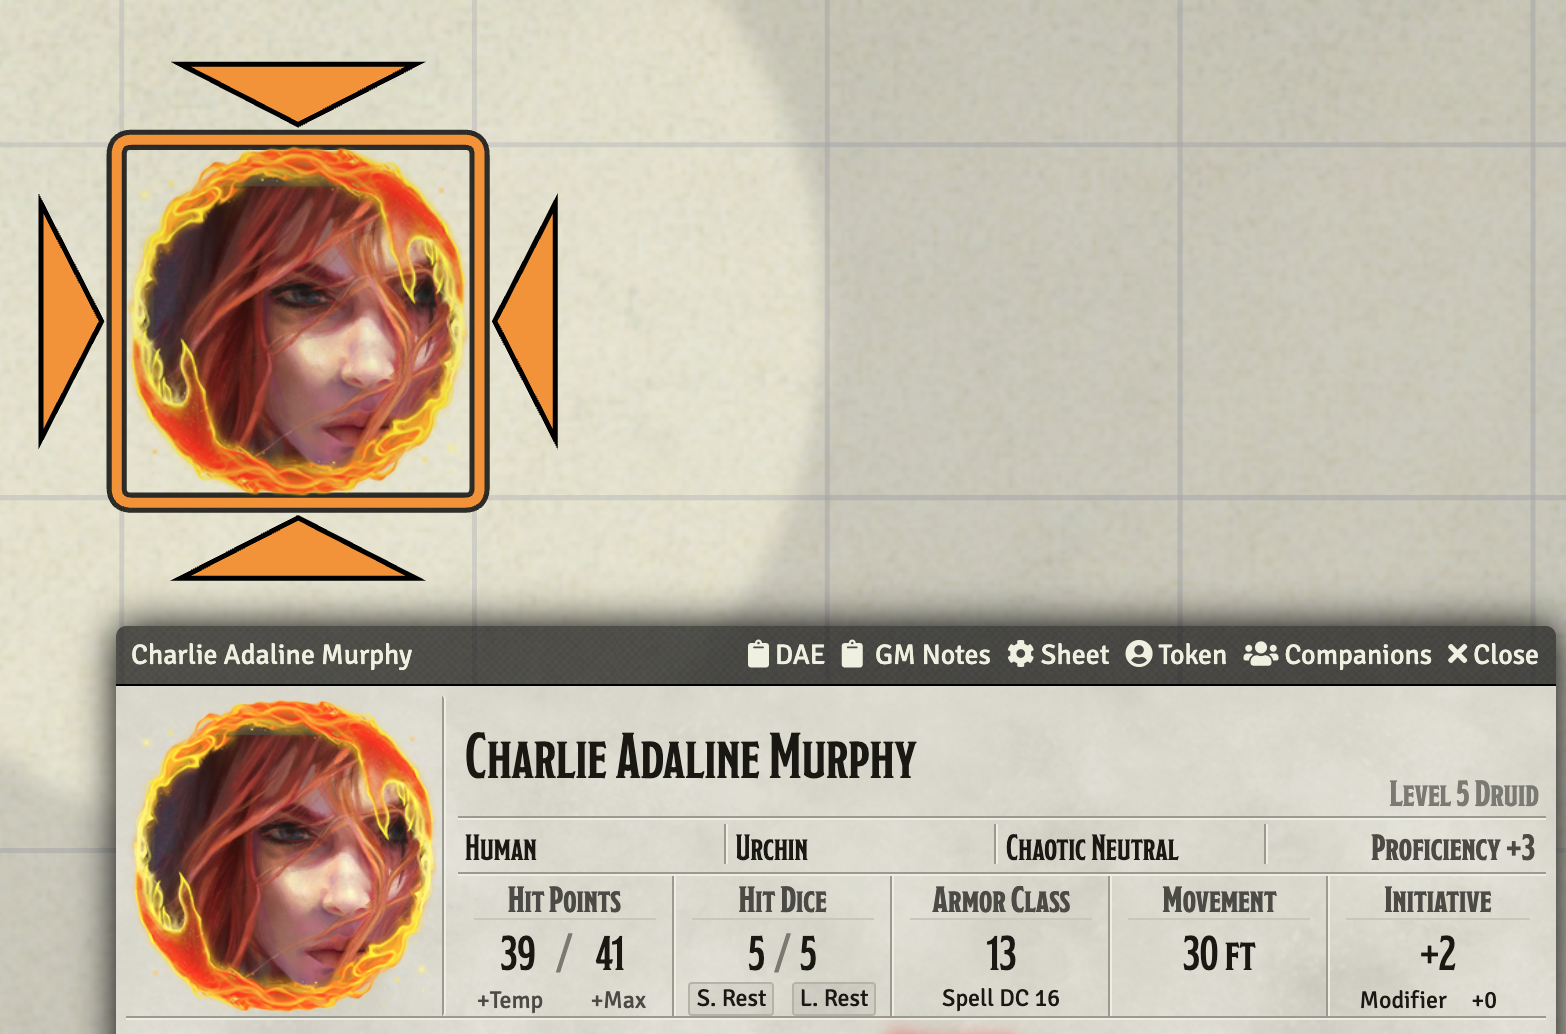 Charlie Adaline Murphy DAE GM Notes Sheet Token Companions Close
Charlie Adaline Murphy
Level 5 Druid
Human Urchin Chaotic Neutral Proficiency +3
Hit Points Hit Dice Armor Class Movement Initiative
39 / 41 5 / 5 13 30 ft +2
+Temp +Max S. Rest L. Rest Spell DC 16 Modifier +0